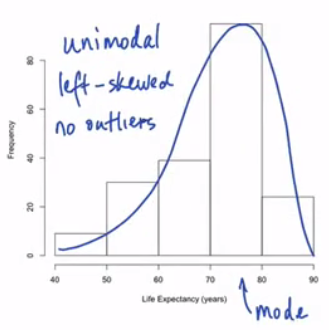 unimodal
left-skewed
no outliers
Frequency
80
60
40
20
0
40 50 60 70 80 90
Life Expectancy (years)
mode